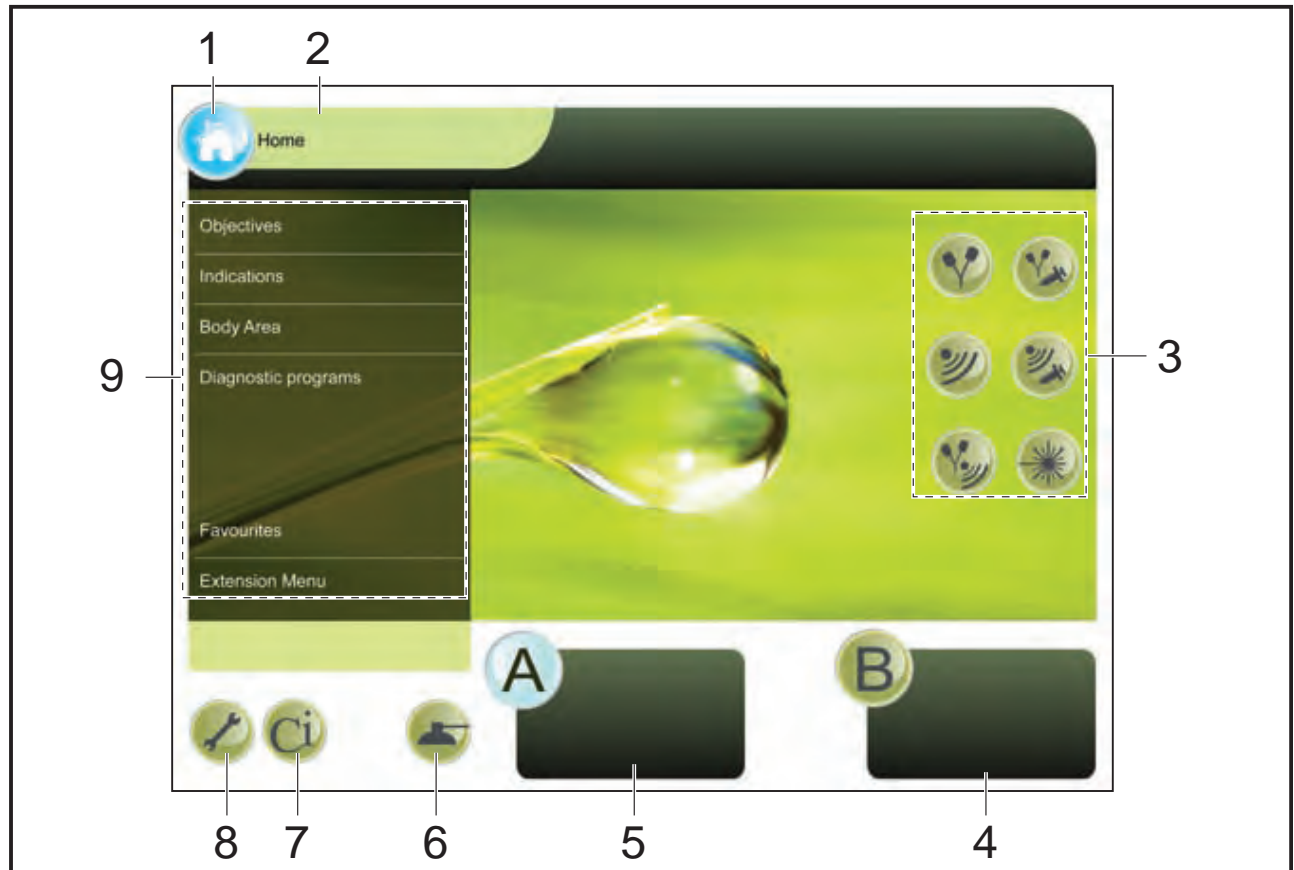 1 2
Home
Objectives
Indications
Body Area
9 Diagnostic programs 3
Favourites
Extension Menu
A B
Ci
8 7 6 5 4